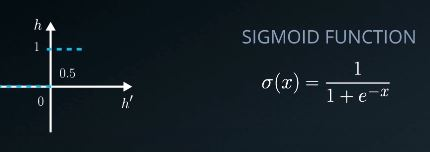 h
1
0.5
0
h′
SIGMOID FUNCTION
σ(x) = 1 / (1 + e^{−x})